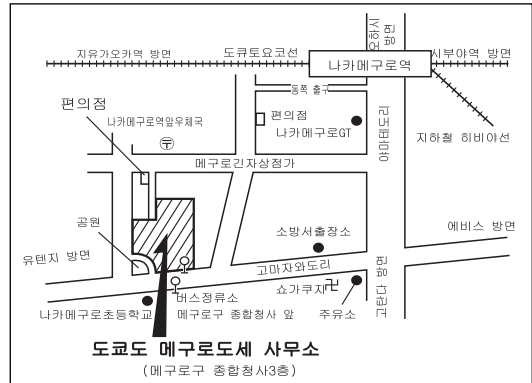 지유가오카역 방면
도큐토요코선
오하시 방면
시부야역 방면
나카메구로역
동쪽 출구
편의점
나카메구로역앞우체국
편의점
나카메구로GT
야마테도리
지하철 히비야선
메구로긴자상점가
공원
소방서출장소
에비스 방면
유텐지 방면
고마자와도리
고탄다 방면
버스정류소
메구로구 종합청사 앞
쇼가쿠지
나카메구로초등학교
주유소
도쿄도 메구로도세 사무소
(메구로구 종합청사3층)